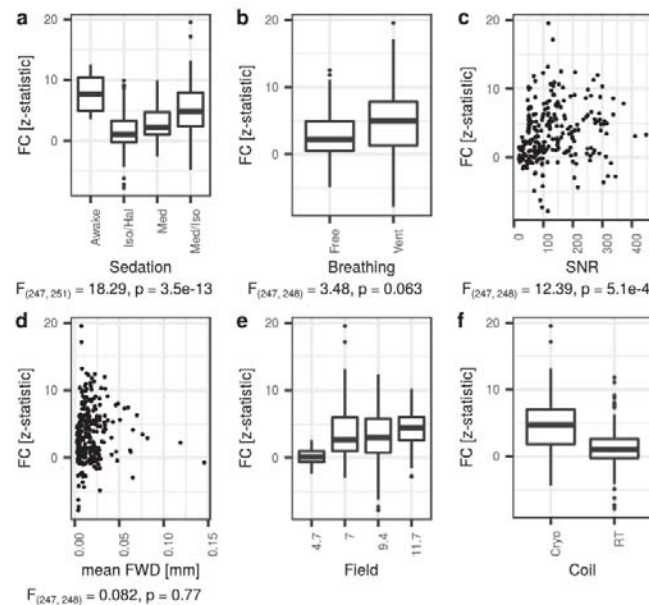 a b c
20 20 20
10 10 10
0 0 0
FC [z-statistic] FC [z-statistic] FC [z-statistic]
Awake Iso/Hal Med Med/Iso Free Vent 0 100 200 300 400
Sedation Breathing SNR
F(247, 251) = 18.29, p = 3.5e-13 F(247, 248) = 3.48, p = 0.063 F(247, 248) = 12.39, p = 5.1e-4
d e f
20 20 20
10 10 10
0 0 0
FC [z-statistic] FC [z-statistic] FC [z-statistic]
0.00 0.05 0.10 0.15 4.7 7 9.4 11.7 Cryo RT
mean FWD [mm] Field Coil
F(247, 248) = 0.082, p = 0.77